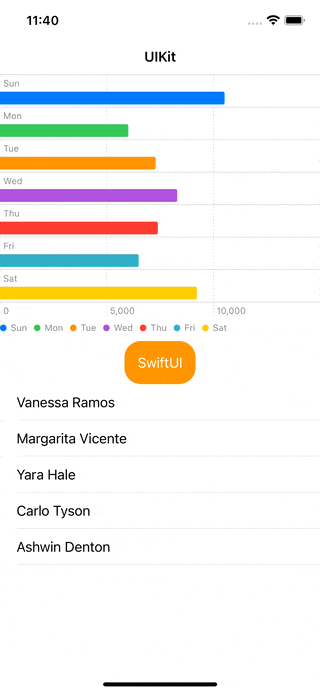 11:40
UIKit
Sun
Mon
Tue
Wed
Thu
Fri
Sat
0 5,000 10,000
Sun Mon Tue Wed Thu Fri Sat
SwiftUI
Vanessa Ramos
Margarita Vicente
Yara Hale
Carlo Tyson
Ashwin Denton